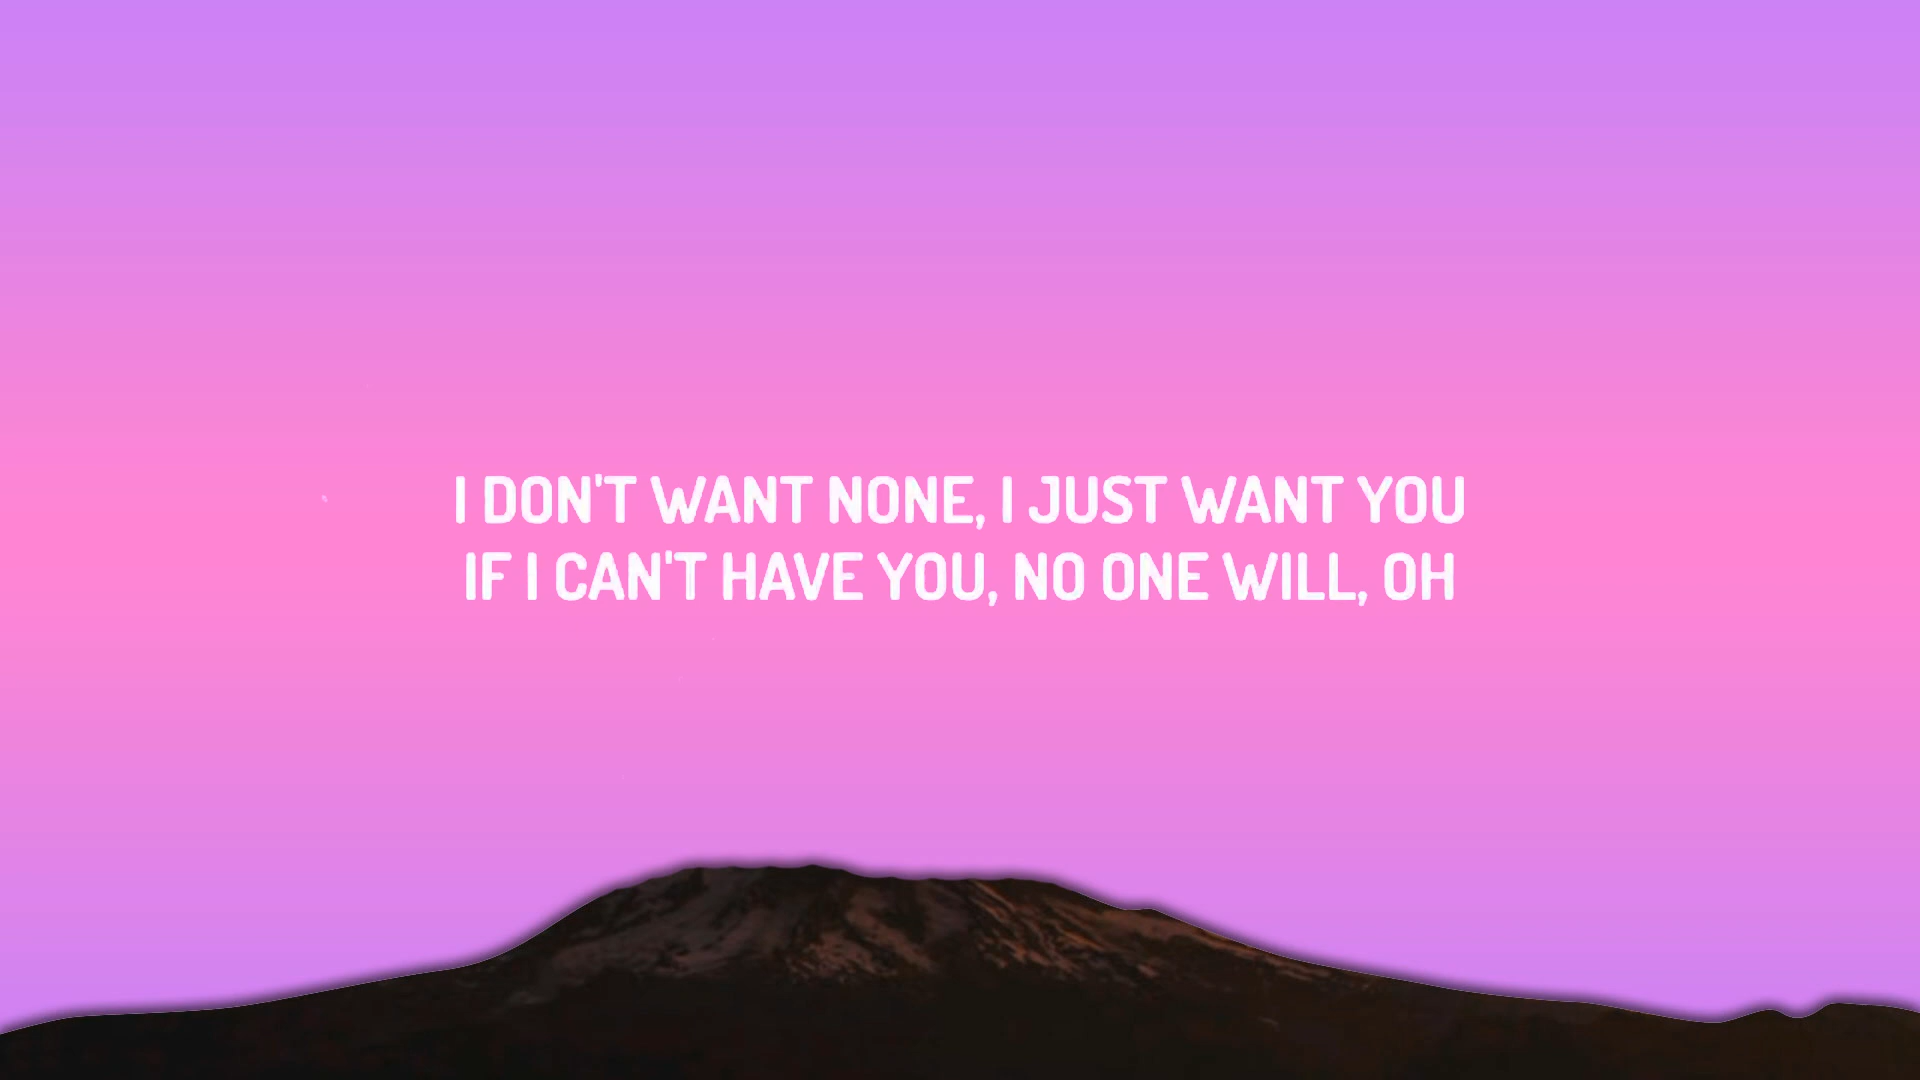 I DON'T WANT NONE, I JUST WANT YOU
IF I CAN'T HAVE YOU, NO ONE WILL, OH